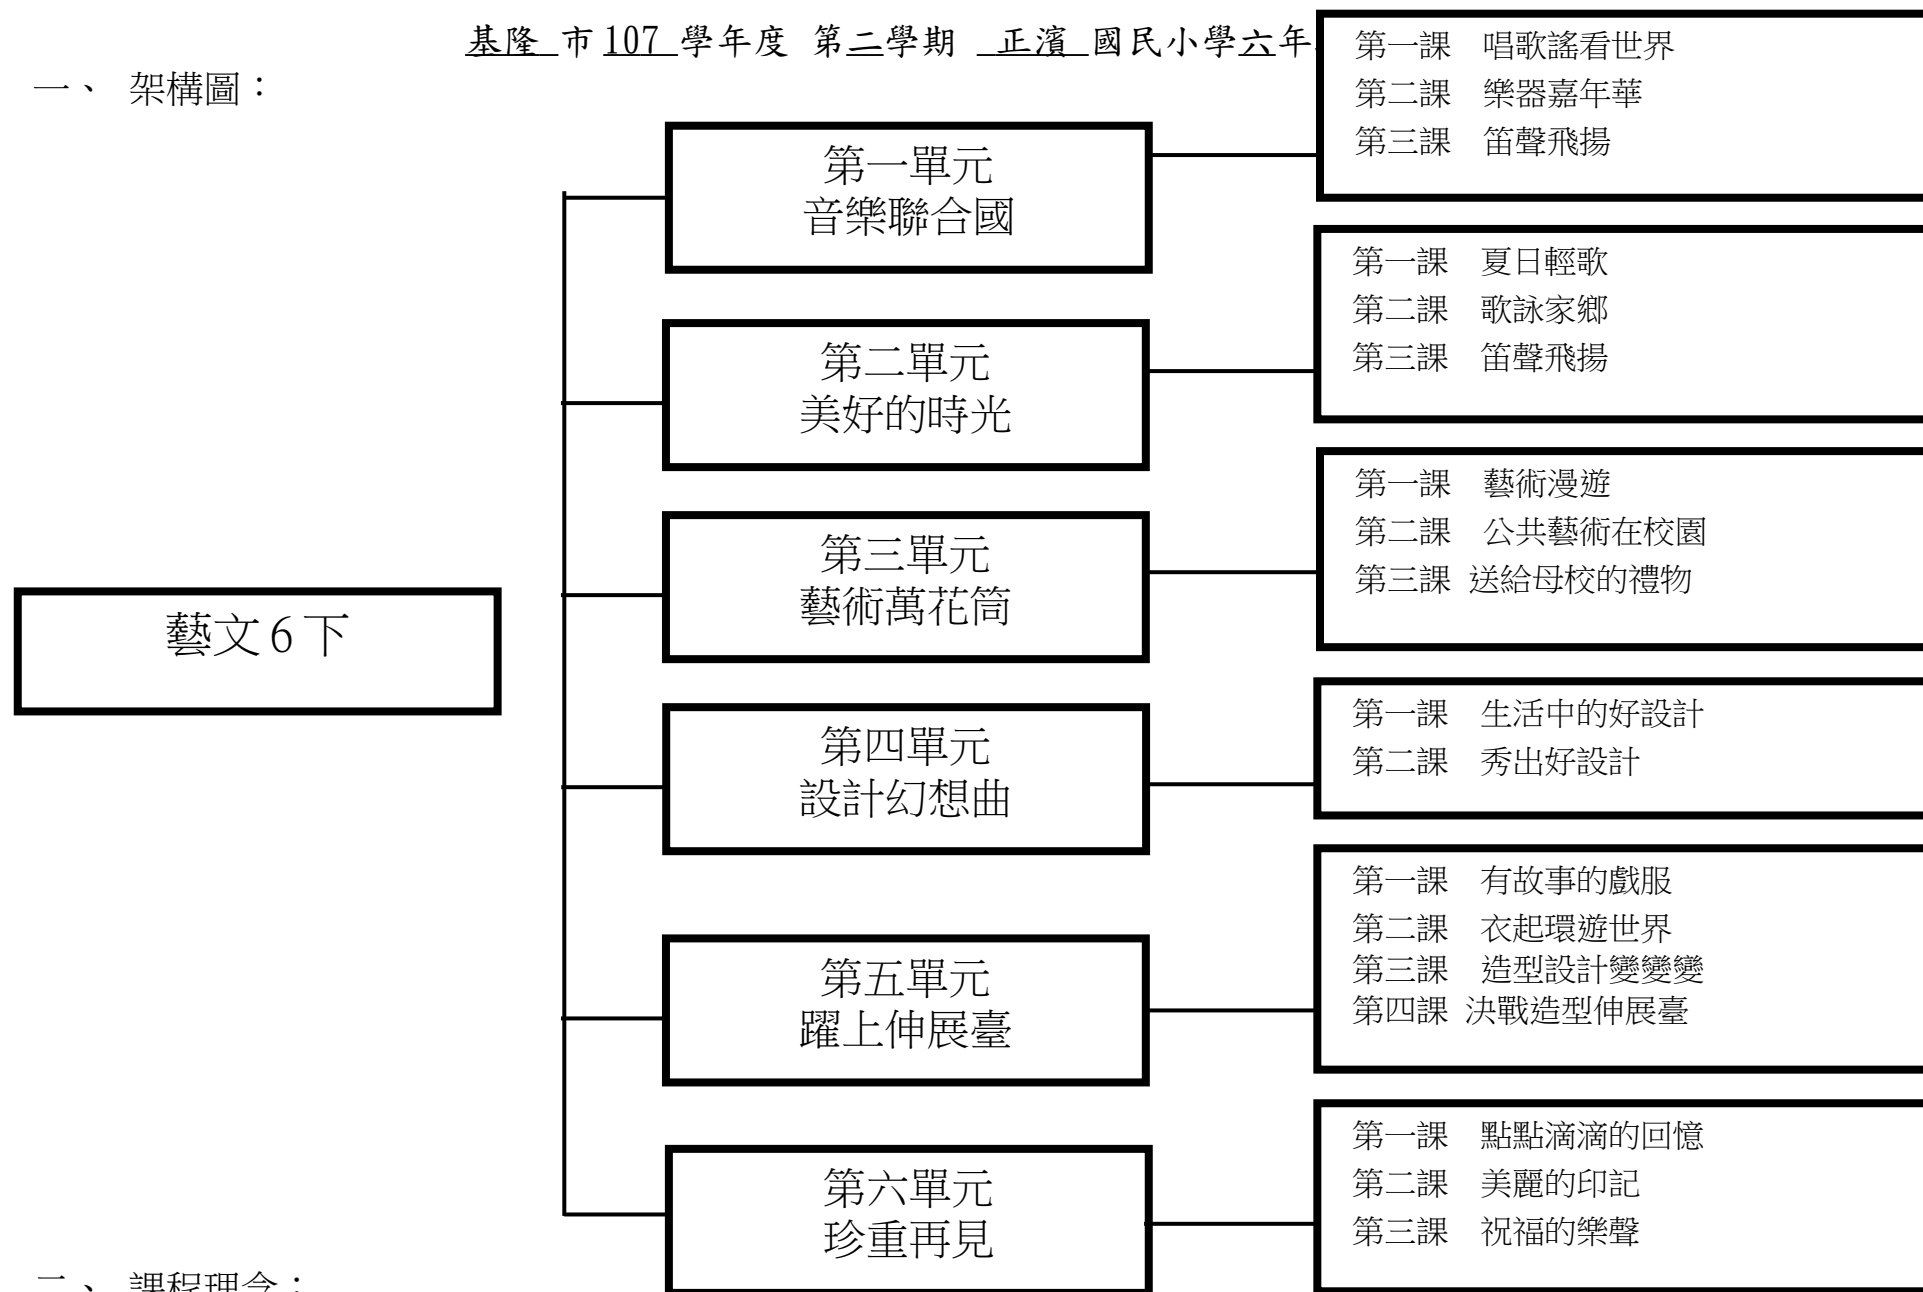 基隆 市 107 學年度 第二學期 正濱 國民小學六年
一、 架構圖：
藝文6下
第一單元
音樂聯合國
第一課 唱歌謠看世界
第二課 樂器嘉年華
第三課 笛聲飛揚
第二單元
美好的時光
第一課 夏日輕歌
第二課 歌詠家鄉
第三課 笛聲飛揚
第三單元
藝術萬花筒
第一課 藝術漫遊
第二課 公共藝術在校園
第三課 送給母校的禮物
第四單元
設計幻想曲
第一課 生活中的好設計
第二課 秀出好設計
第五單元
躍上伸展臺
第一課 有故事的戲服
第二課 衣起環遊世界
第三課 造型設計變變變
第四課 決戰造型伸展臺
第六單元
珍重再見
第一課 點點滴滴的回憶
第二課 美麗的印記
第三課 祝福的樂聲
二、 課程理念：